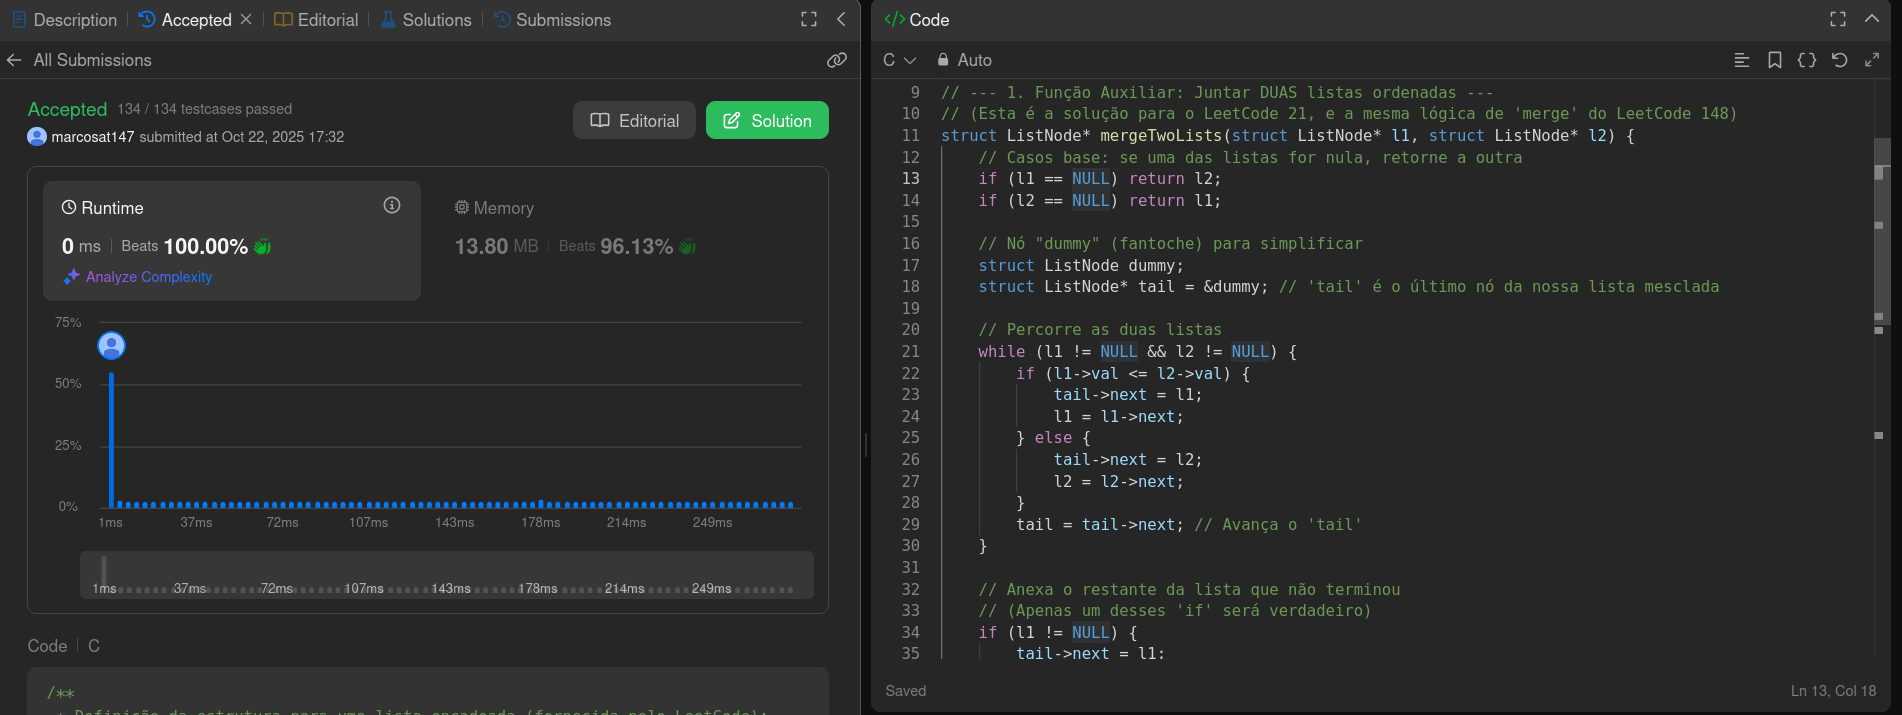 Description
Accepted
Editorial
Solutions
Submissions
All Submissions
Accepted 134 / 134 testcases passed
marcosat147 submitted at Oct 22, 2025 17:32
Editorial
Solution
Runtime
0 ms Beats 100.00%
Analyze Complexity
Memory
13.80 MB Beats 96.13%
75%
50%
25%
0%
1ms 37ms 72ms 107ms 143ms 178ms 214ms 249ms
1ms 37ms 72ms 107ms 143ms 178ms 214ms 249ms
Code C
/**
* Definição da estrutura para uma lista encadeada (fornecida pelo LeetCode):
</> Code
C Auto
9 // --- 1. Função Auxiliar: Juntar DUAS listas ordenadas ---
10 // (Esta é a solução para o LeetCode 21, e a mesma lógica de 'merge' do LeetCode 148)
11 struct ListNode* mergeTwoLists(struct ListNode* l1, struct ListNode* l2) {
12     // Casos base: se uma das listas for nula, retorne a outra
13     if (l1 == NULL) return l2;
14     if (l2 == NULL) return l1;
15
16     // Nó "dummy" (fantoche) para simplificar
17     struct ListNode dummy;
18     struct ListNode* tail = &dummy; // 'tail' é o último nó da nossa lista mesclada
19
20     // Percorre as duas listas
21     while (l1 != NULL && l2 != NULL) {
22         if (l1->val <= l2->val) {
23             tail->next = l1;
24             l1 = l1->next;
25         } else {
26             tail->next = l2;
27             l2 = l2->next;
28         }
29         tail = tail->next; // Avança o 'tail'
30     }
31
32     // Anexa o restante da lista que não terminou
33     // (Apenas um desses 'if' será verdadeiro)
34     if (l1 != NULL) {
35         tail->next = l1;
Saved
Ln 13, Col 18